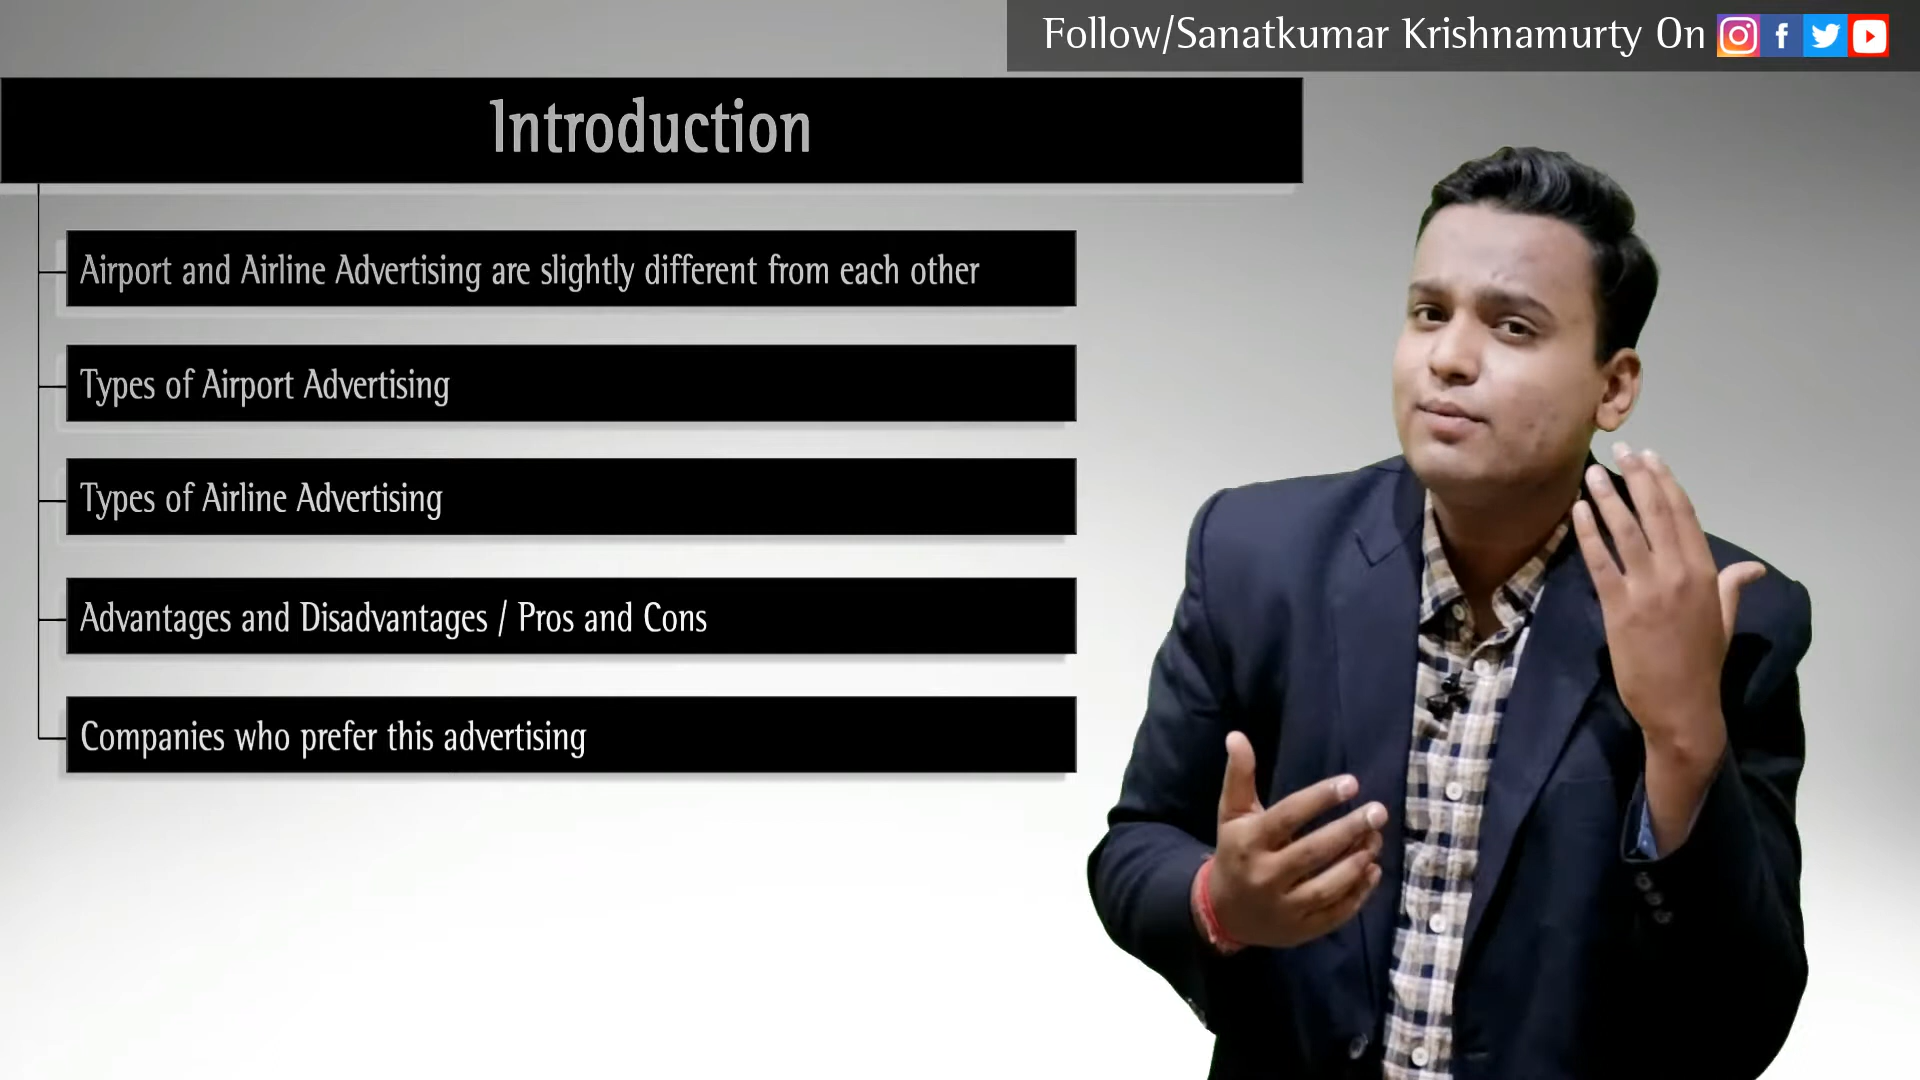 Follow/Sanatkumar Krishnamurty On
Introduction
Airport and Airline Advertising are slightly different from each other
Types of Airport Advertising
Types of Airline Advertising
Advantages and Disadvantages / Pros and Cons
Companies who prefer this advertising